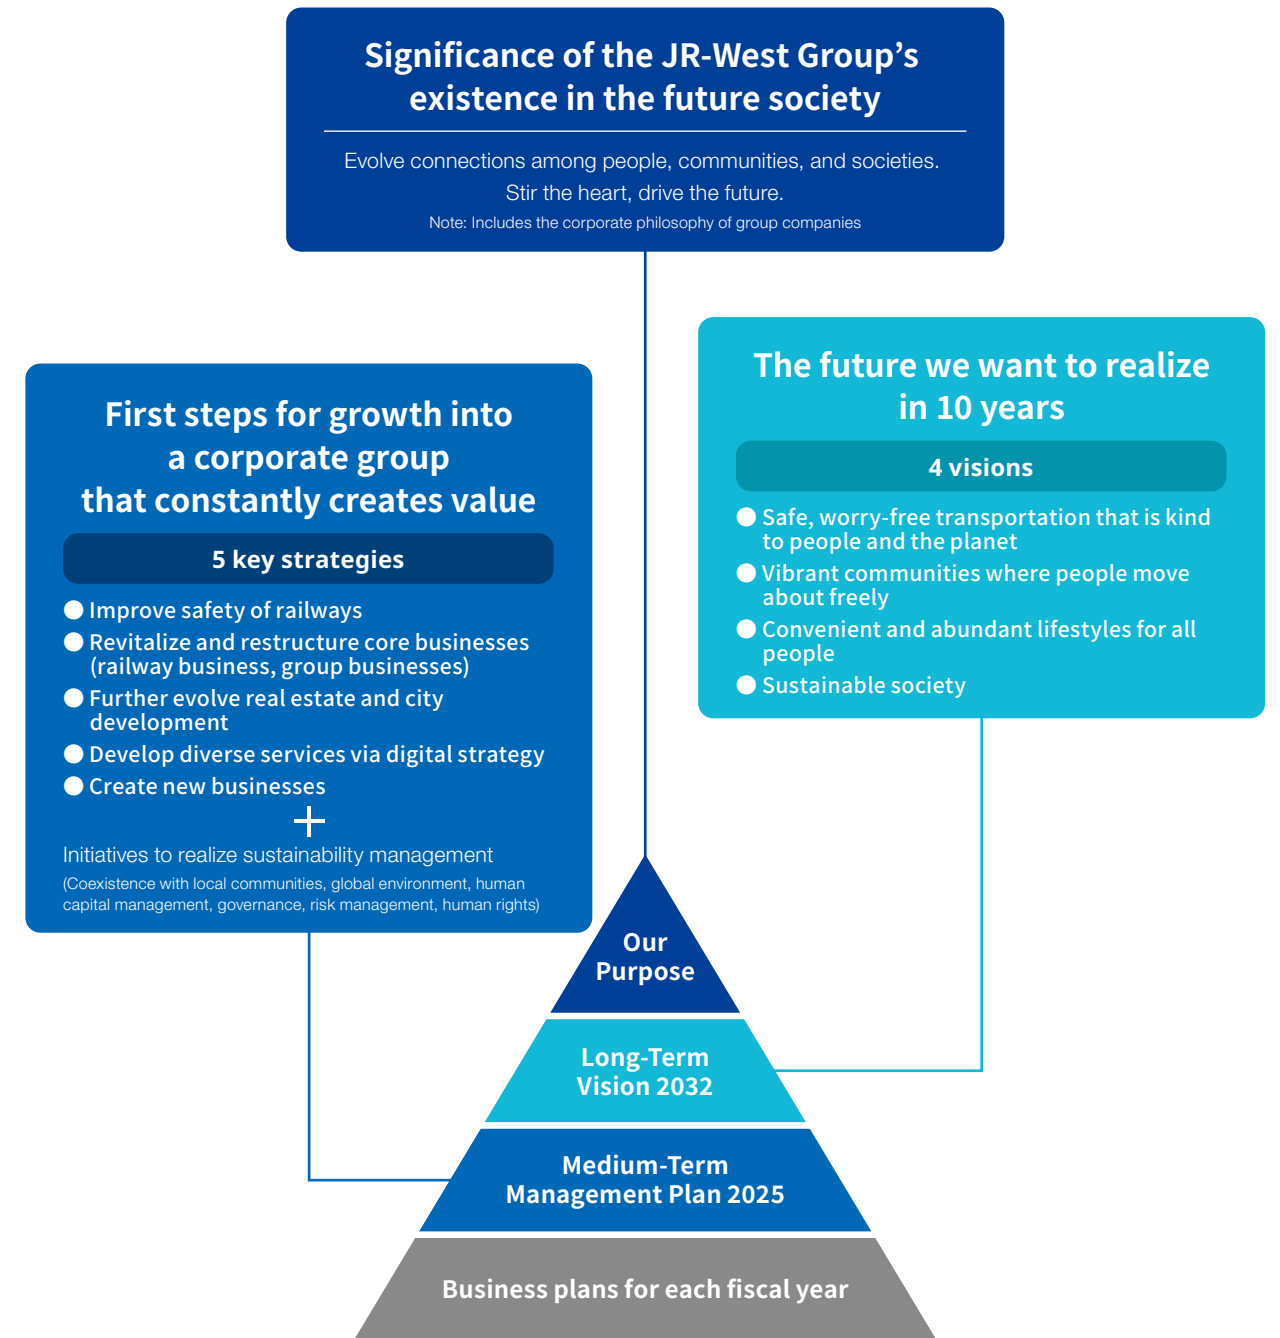 Significance of the JR-West Group’s
existence in the future society
Evolve connections among people, communities, and societies.
Stir the heart, drive the future.
Note: Includes the corporate philosophy of group companies
First steps for growth into
a corporate group
that constantly creates value
5 key strategies
● Improve safety of railways
● Revitalize and restructure core businesses
(railway business, group businesses)
● Further evolve real estate and city
development
● Develop diverse services via digital strategy
● Create new businesses
+
Initiatives to realize sustainability management
(Coexistence with local communities, global environment, human
capital management, governance, risk management, human rights)
The future we want to realize
in 10 years
4 visions
● Safe, worry-free transportation that is kind
to people and the planet
● Vibrant communities where people move
about freely
● Convenient and abundant lifestyles for all
people
● Sustainable society
Our
Purpose
Long-Term
Vision 2032
Medium-Term
Management Plan 2025
Business plans for each fiscal year